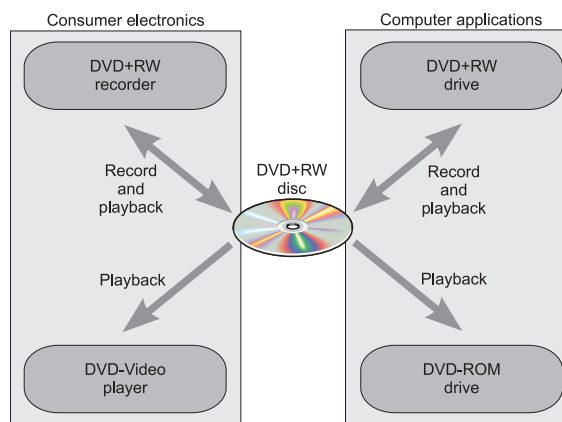 Consumer electronics
Computer applications
DVD+RW
recorder
DVD+RW
drive
Record
and
playback
DVD+RW
disc
Record
and
playback
Playback
Playback
DVD-Video
player
DVD-ROM
drive